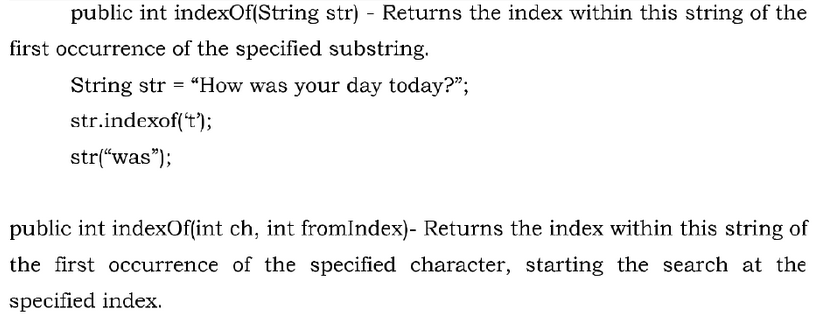 public int indexOf(String str) - Returns the index within this string of the
first occurrence of the specified substring.
String str = “How was your day today?”;
str.indexof(‘t’);
str(“was”);
public int indexOf(int ch, int fromIndex)- Returns the index within this string of
the first occurrence of the specified character, starting the search at the
specified index.